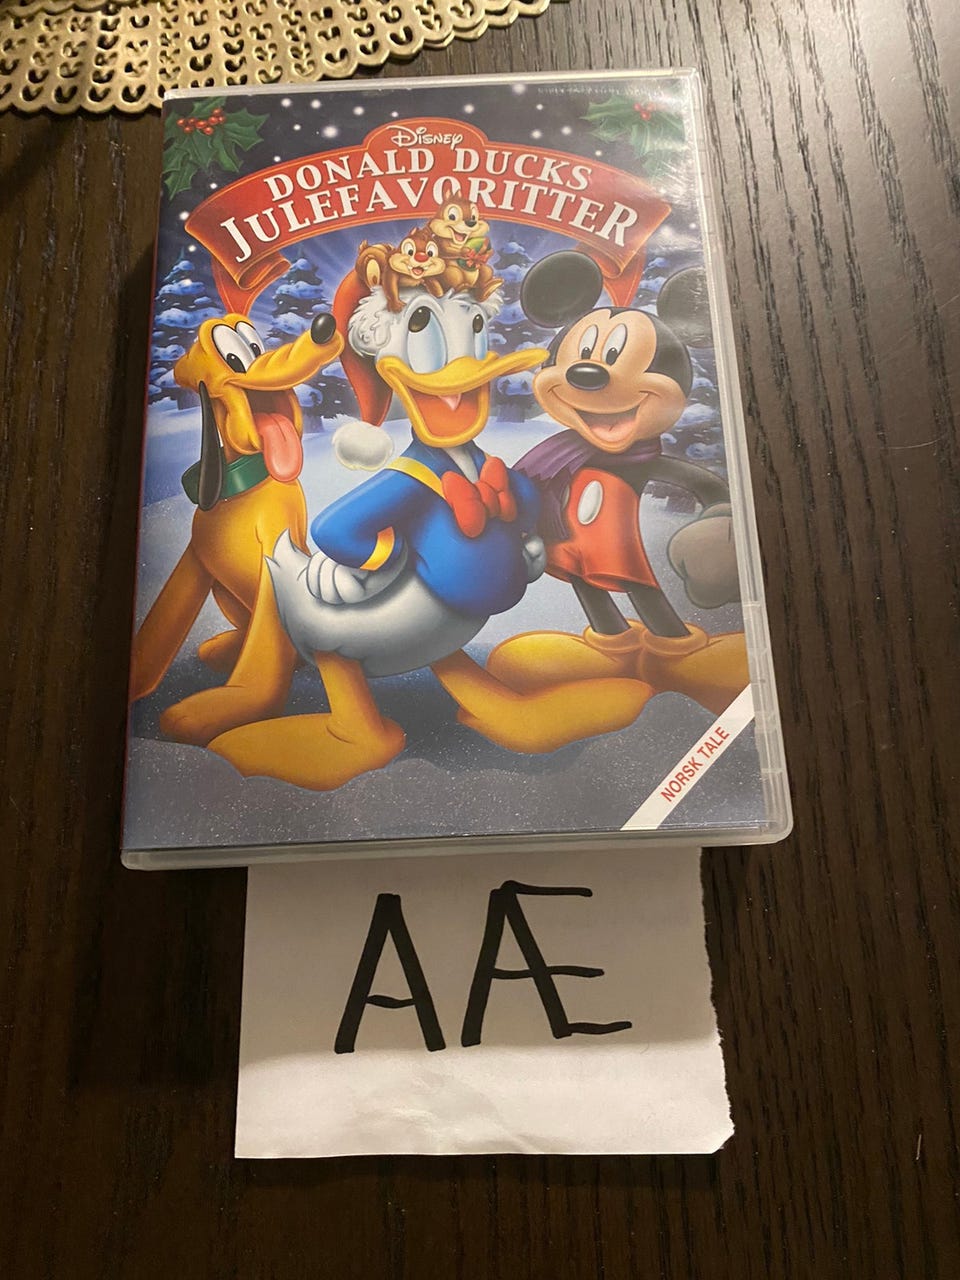 Disney
DONALD DUCKS
JULEFAVORITTER
NORSK TALE
AÆ